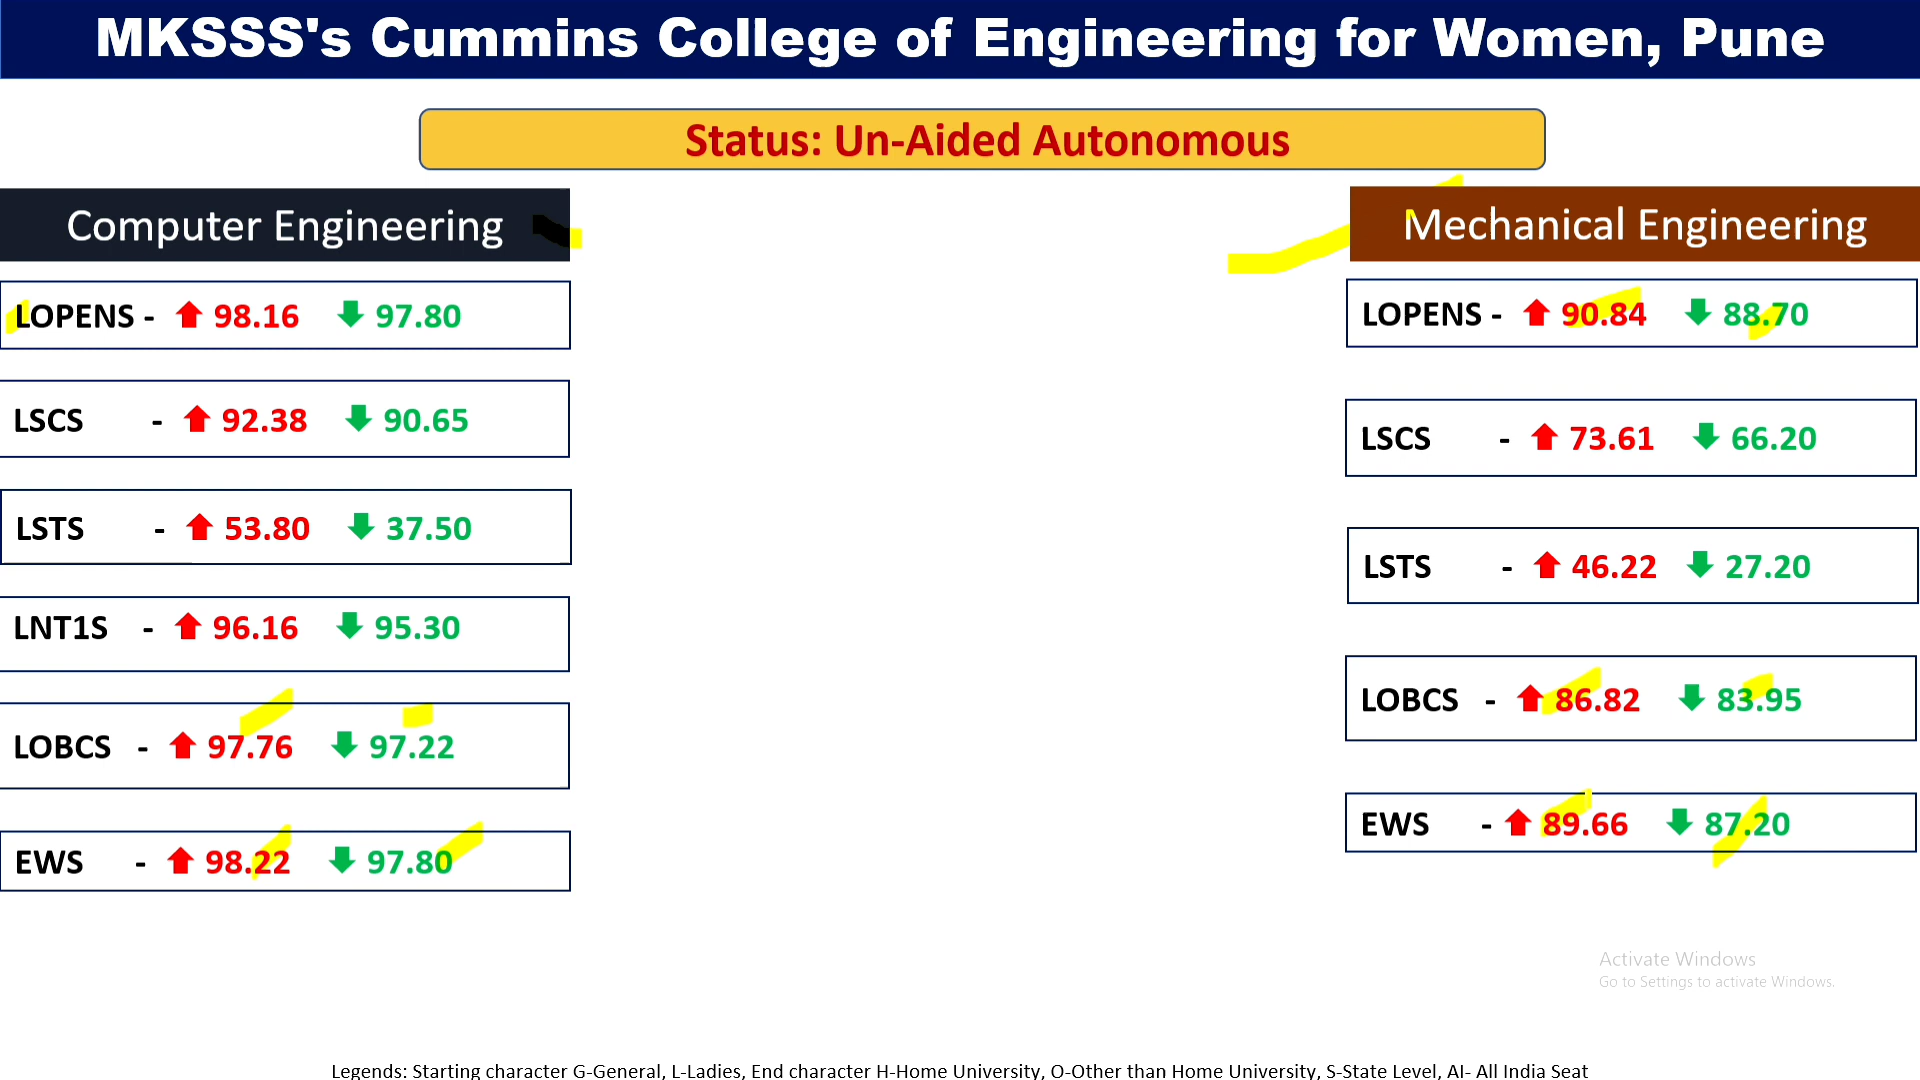 MKSSS's Cummins College of Engineering for Women, Pune
Status: Un-Aided Autonomous
Computer Engineering
LOPENS - 98.16 97.80
LSCS - 92.38 90.65
LSTS - 53.80 37.50
LNT1S - 96.16 95.30
LOBCS - 97.76 97.22
EWS - 98.22 97.80
Mechanical Engineering
LOPENS - 90.84 88.70
LSCS - 73.61 66.20
LSTS - 46.22 27.20
LOBCS - 86.82 83.95
EWS - 89.66 87.20
Activate Windows
Go to Settings to activate Windows.
Legends: Starting character G-General, L-Ladies, End character H-Home University, O-Other than Home University, S-State Level, AI- All India Seat